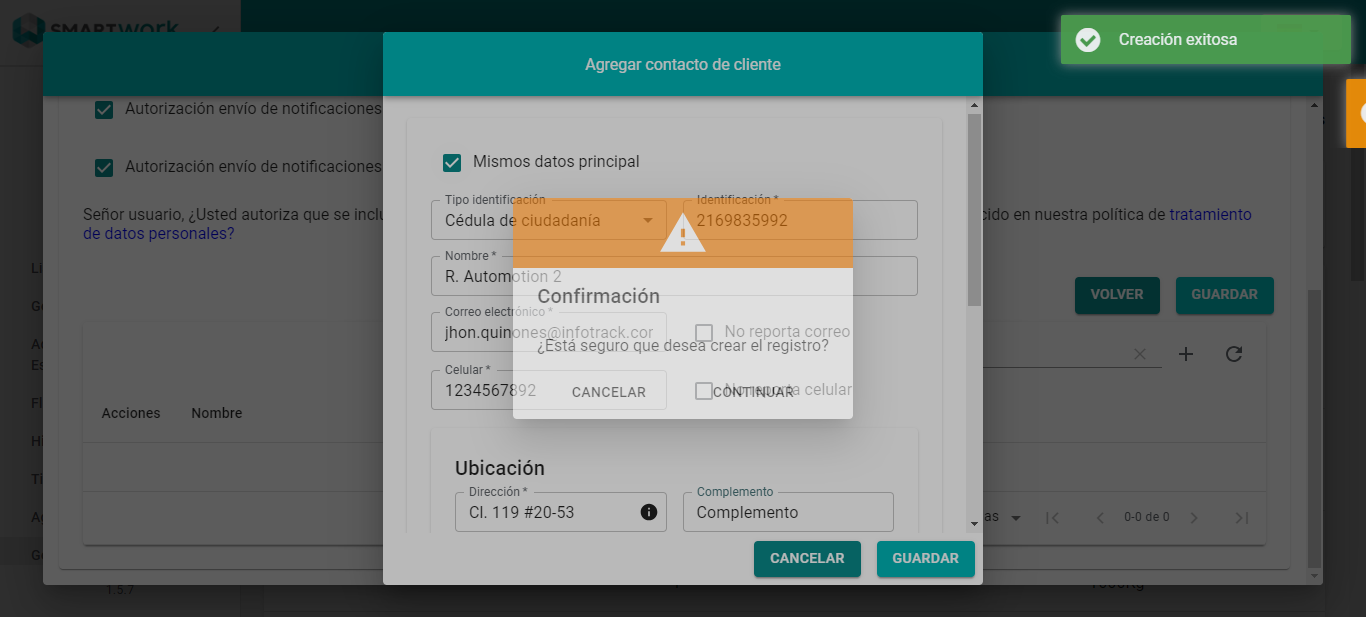 SMARTwork
Creación exitosa
Agregar contacto de cliente
Autorización envío de notificaciones
Autorización envío de notificaciones
Señor usuario, ¿Usted autoriza que se inclu
cido en nuestra política de tratamiento
de datos personales?
Mismos datos principal
Tipo identificación
Cédula de ciudadanía
Identificación *
2169835992
Nombre *
R. Automotion 2
Correo electrónico *
jhon.quinones@infotrack.cor
No reporta correo
Celular *
1234567892
No reporta celular
Confirmación
¿Está seguro que desea crear el registro?
CANCELAR
CONTINUAR
Ubicación
Dirección *
Cl. 119 #20-53
Complemento
Complemento
CANCELAR
GUARDAR
VOLVER
GUARDAR
Acciones
Nombre
0-0 de 0
1.5.7